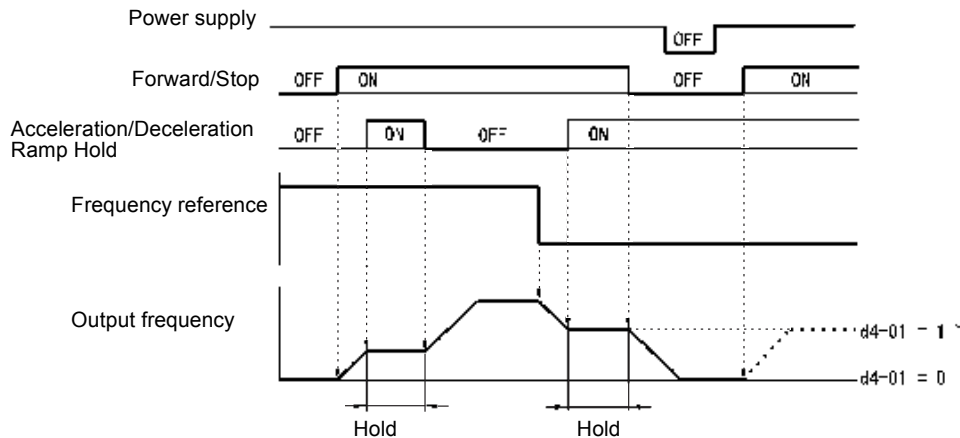 Power supply
OFF
Forward/Stop
OFF ON OFF ON
Acceleration/Deceleration
Ramp Hold
OFF ON OFF ON
Frequency reference
Output frequency
d4-01 = 1
d4-01 = 0
Hold Hold